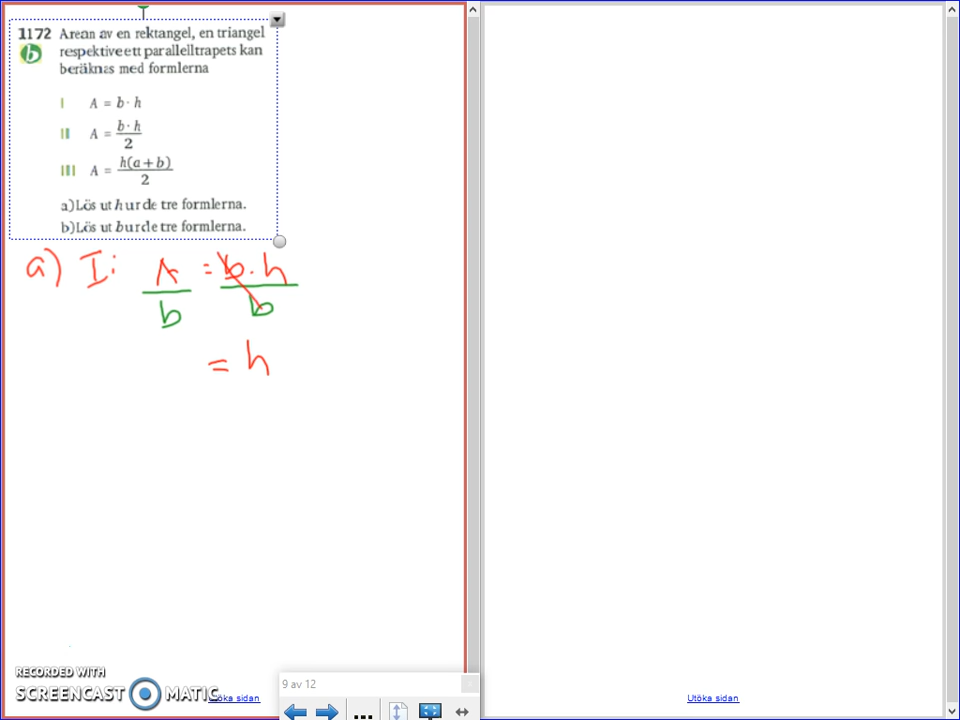 1172 Arean av en rektangel, en triangel
b respektive ett parallelltrapets kan
beräknas med formlerna
I A = b · h
II A = b · h / 2
III A = h(a + b) / 2
a) Lös ut h ur de tre formlerna.
b) Lös ut b ur de tre formlerna.
a) I: A / b = b · h / b
= h
RECORDED WITH
SCREENCAST MATIC
öka sidan
9 av 12
...
Utöka sidan